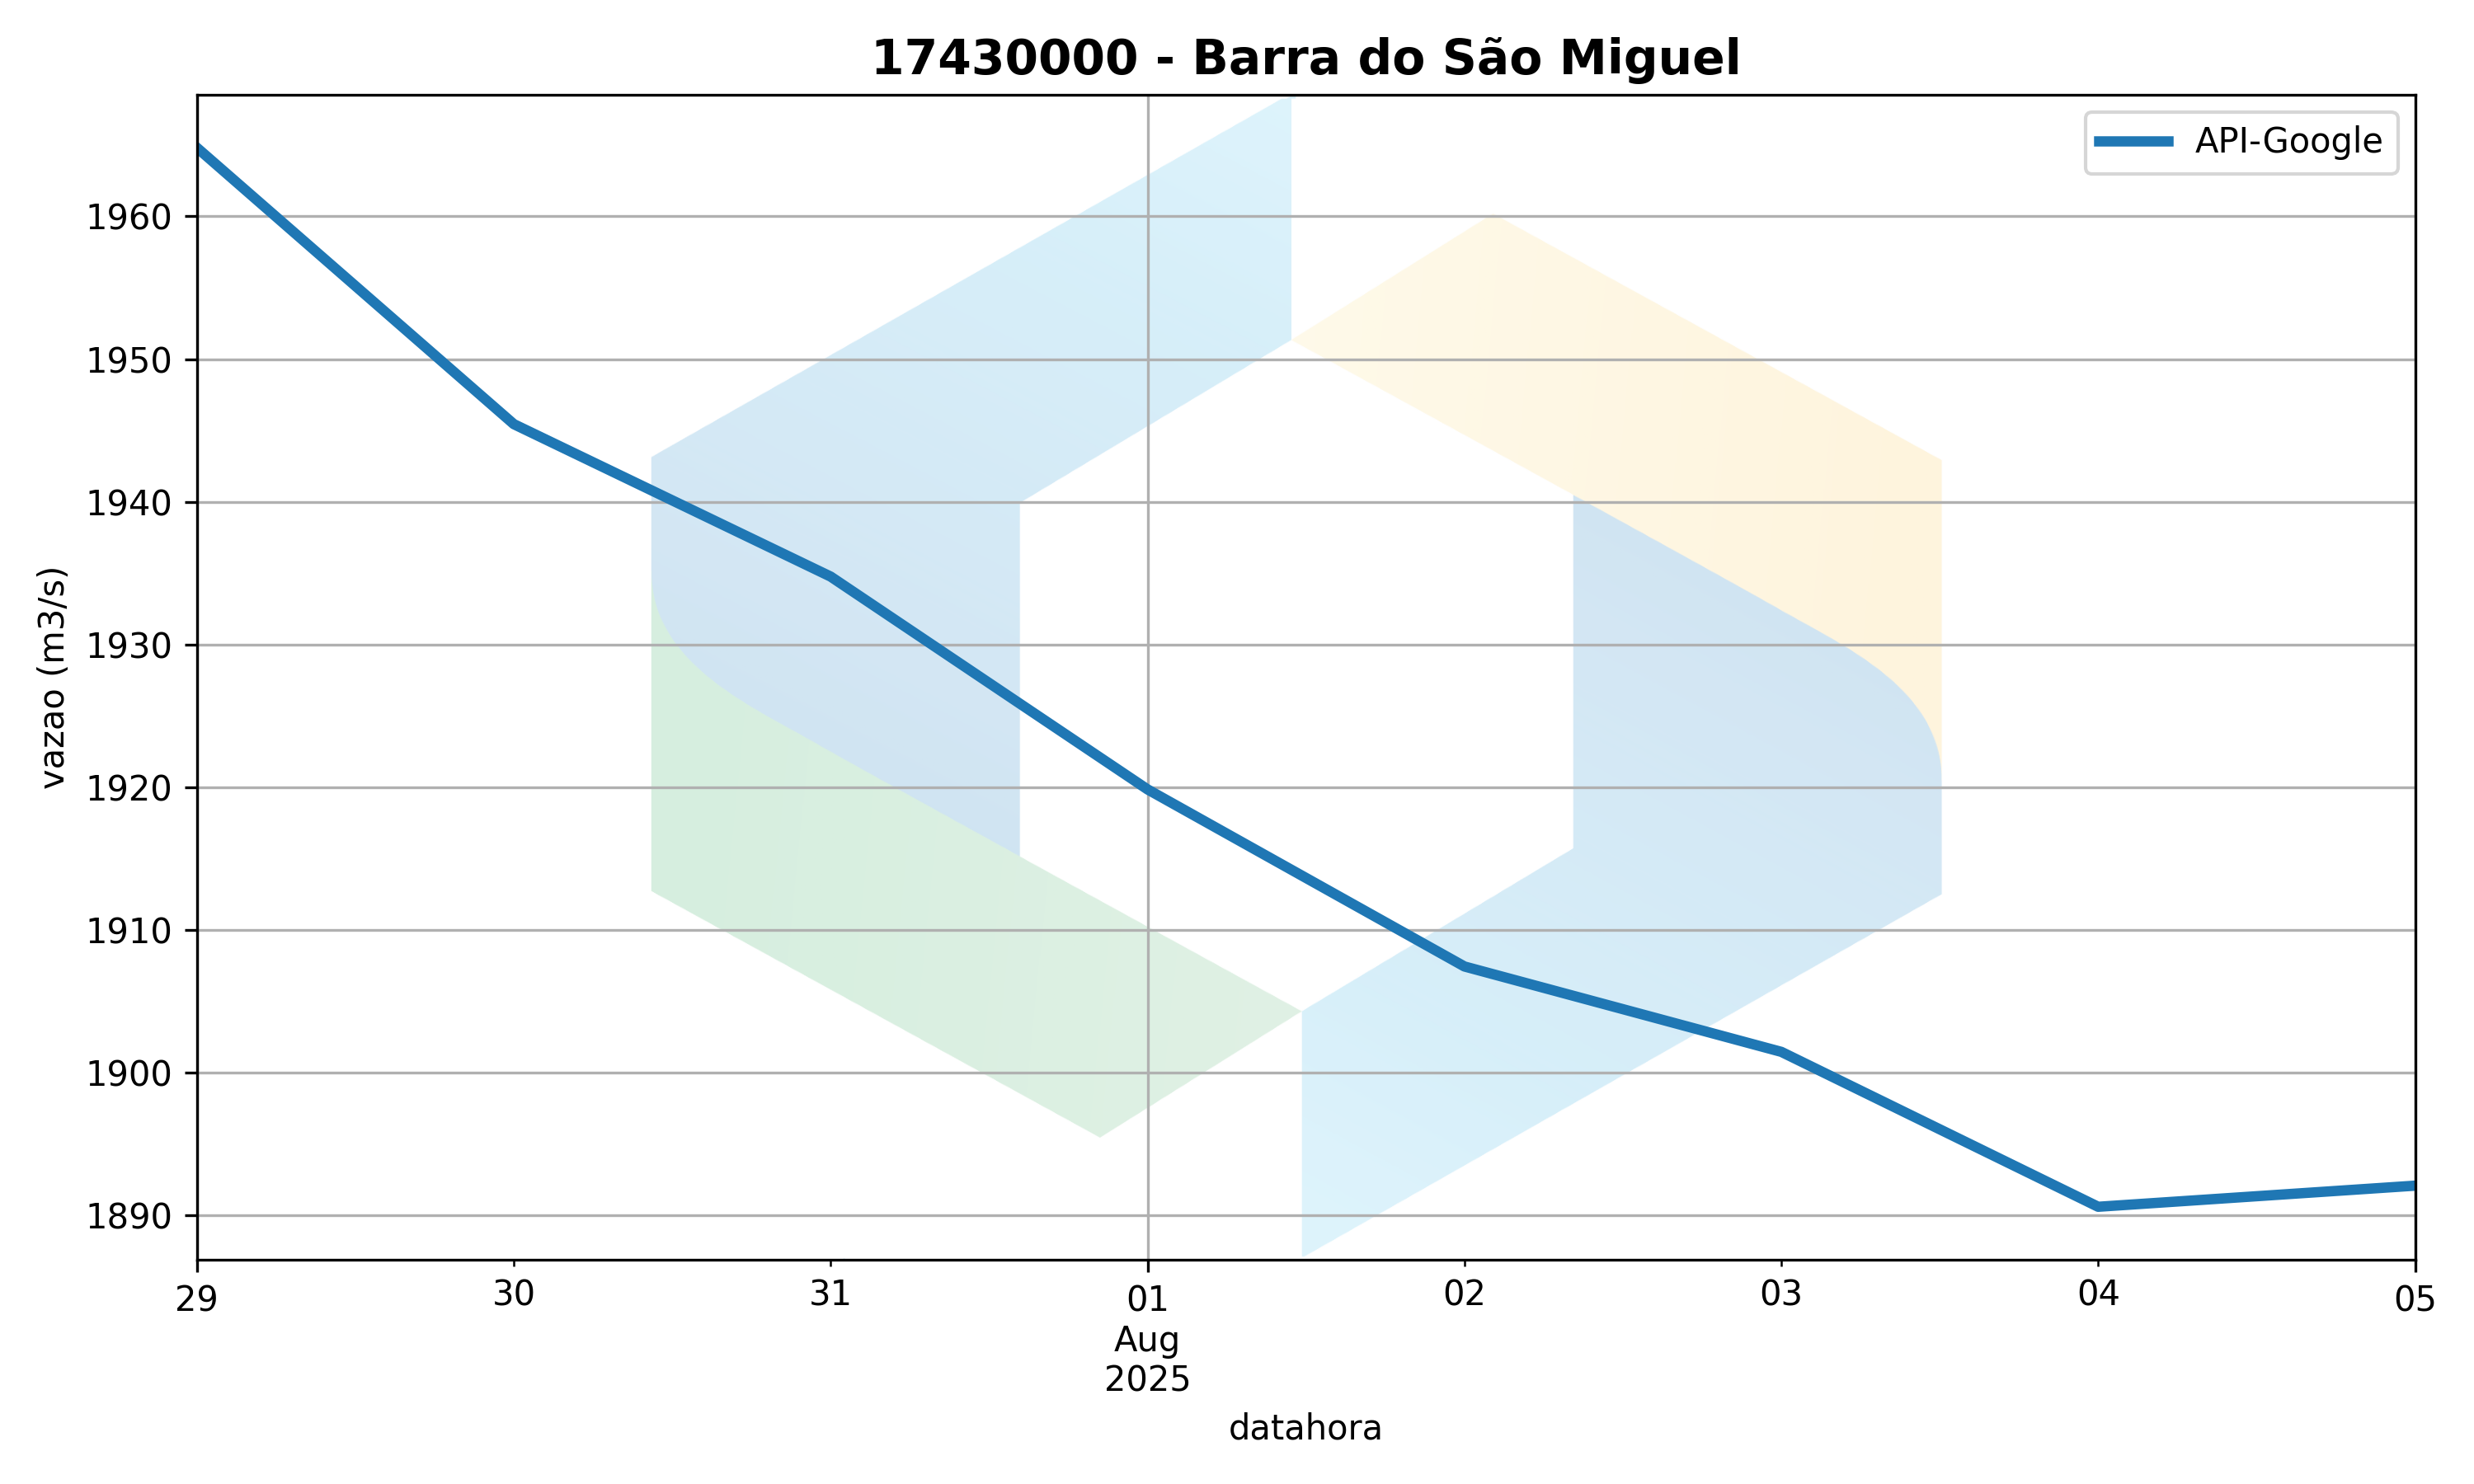 17430000 - Barra do São Miguel
API-Google
vazao (m3/s)
1960
1950
1940
1930
1920
1910
1900
1890
29 30 31 01 02 03 04 05
Aug
2025
datahora